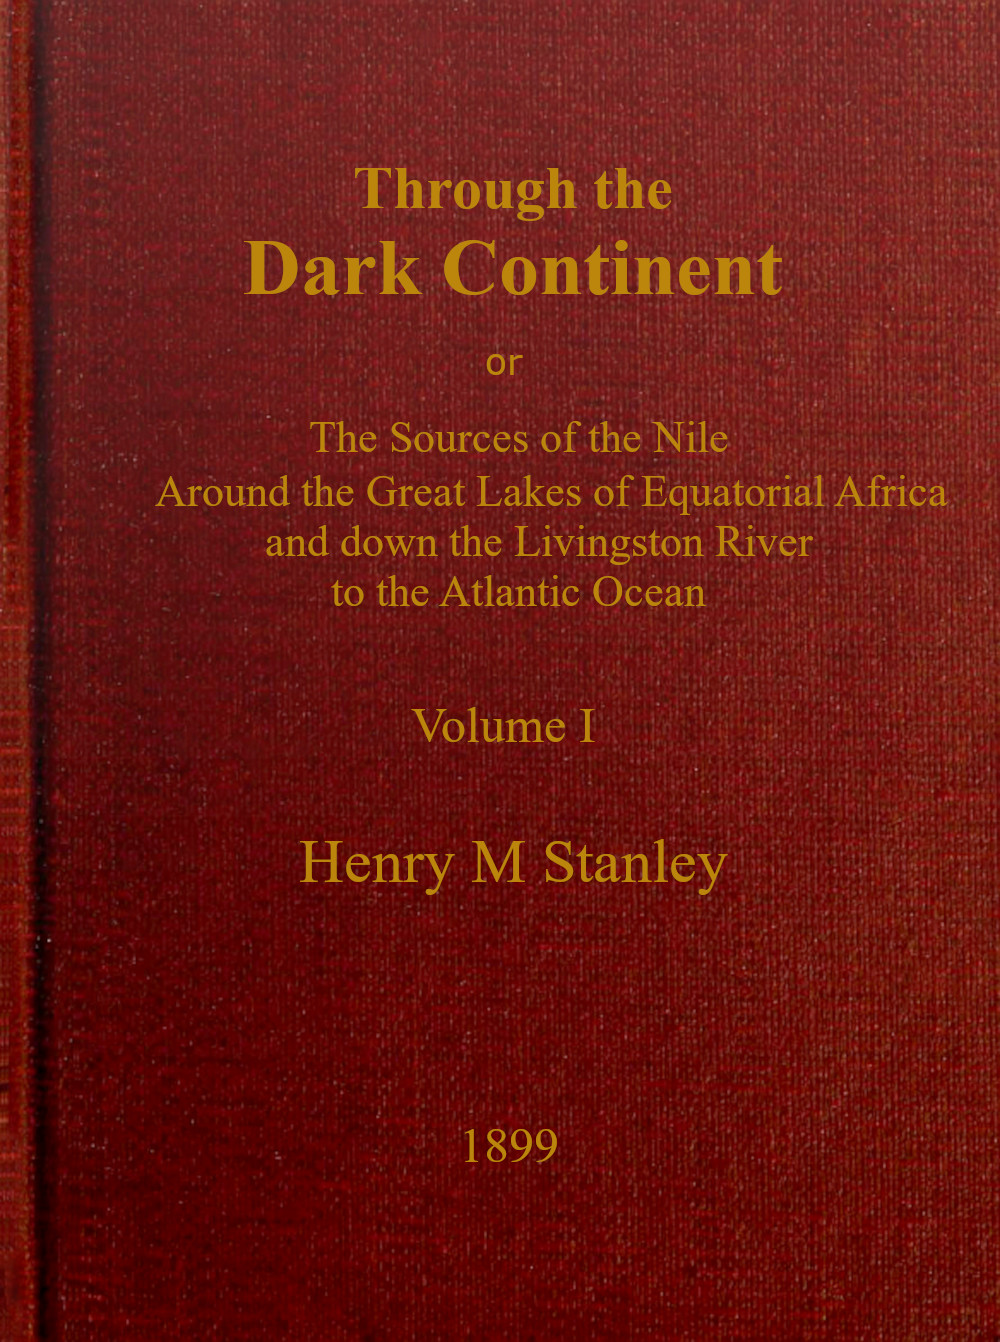 Through the
Dark Continent
or
The Sources of the Nile
Around the Great Lakes of Equatorial Africa
and down the Livingston River
to the Atlantic Ocean
Volume I
Henry M Stanley
1899